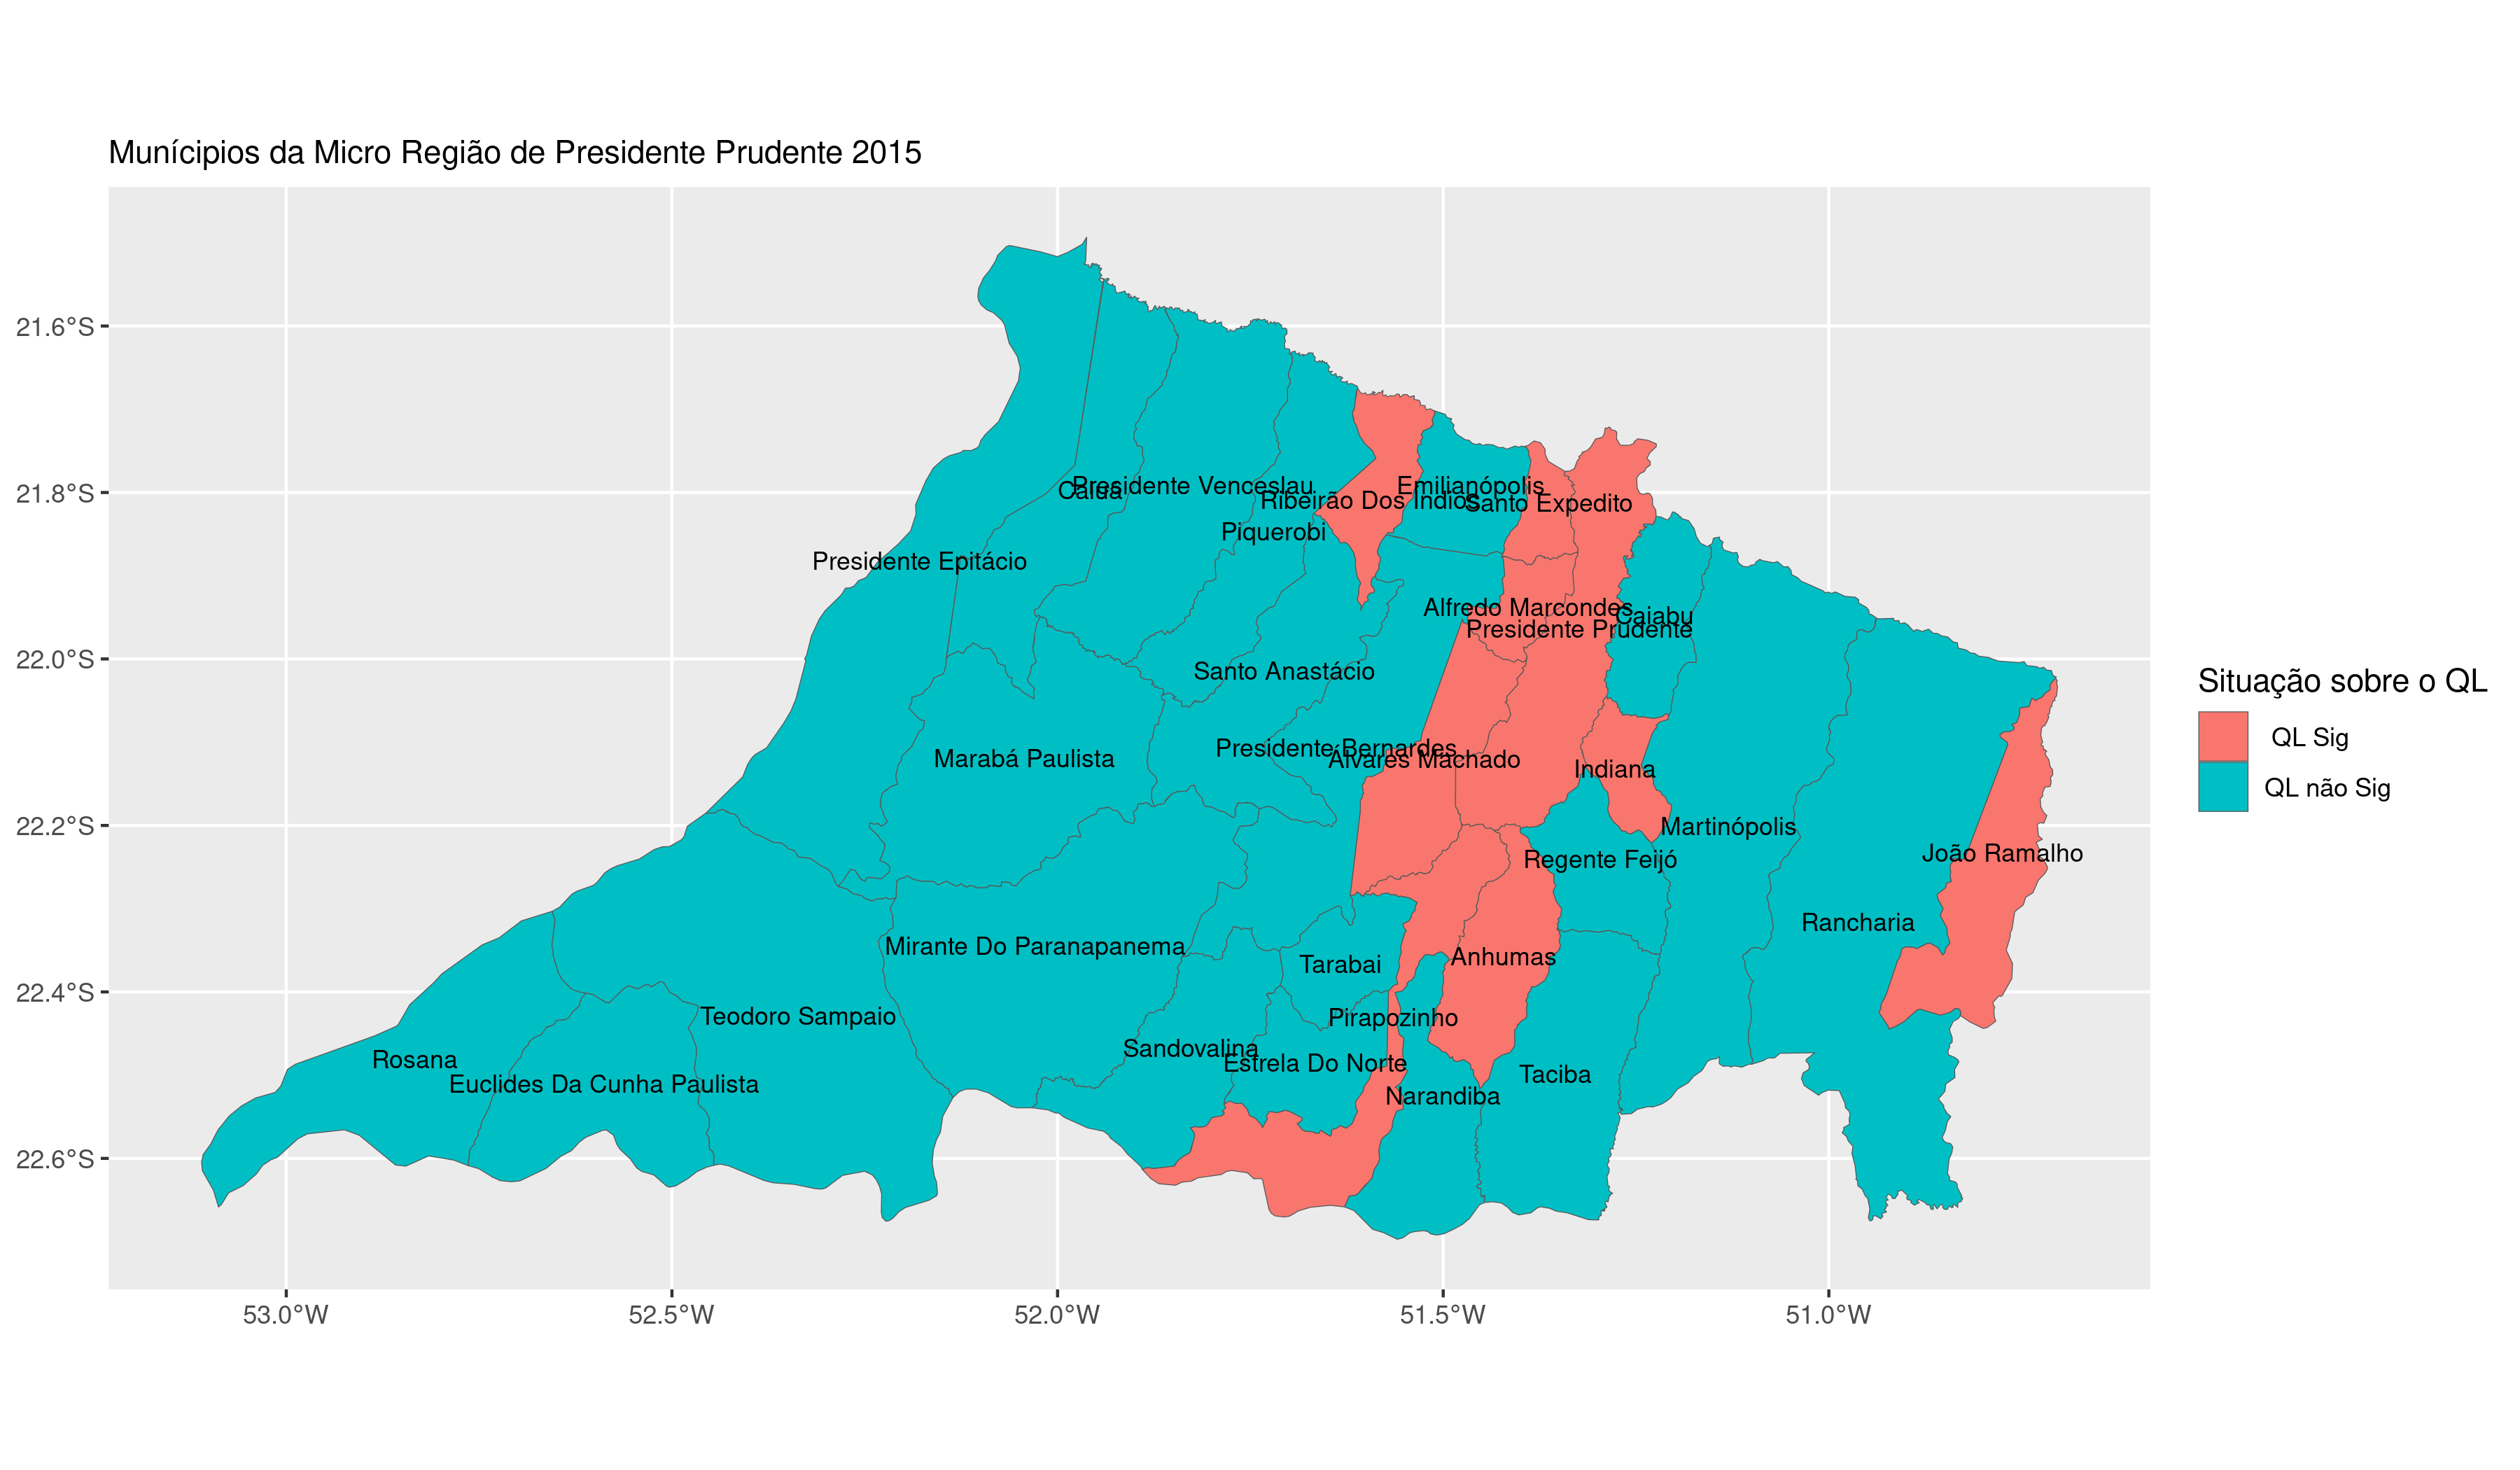 Munícipios da Micro Região de Presidente Prudente 2015
21.6°S
21.8°S
22.0°S
22.2°S
22.4°S
22.6°S
53.0°W
52.5°W
52.0°W
51.5°W
51.0°W
Presidente Venceslau
Caiuá
Emilianópolis
Ribeirão Dos Índios
Santo Expedito
Piquerobi
Presidente Epitácio
Alfredo Marcondes
Caiabu
Presidente Prudente
Santo Anastácio
Presidente Bernardes
Álvares Machado
Marabá Paulista
Indiana
Martinópolis
Regente Feijó
João Ramalho
Rancharia
Mirante Do Paranapanema
Anhumas
Tarabai
Teodoro Sampaio
Pirapozinho
Sandovalina
Estrela Do Norte
Rosana
Euclides Da Cunha Paulista
Taciba
Narandiba
Situação sobre o QL
QL Sig
QL não Sig